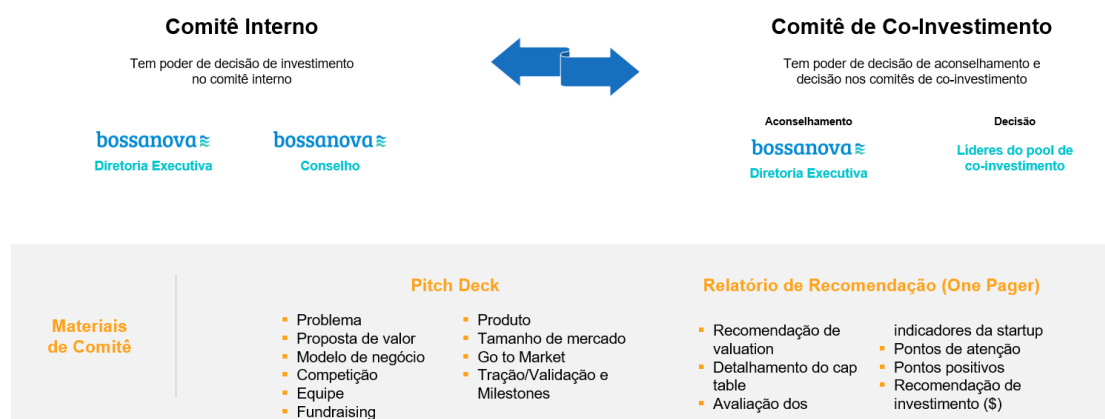 Comitê Interno
Tem poder de decisão de investimento
no comitê interno
bossanova
Diretoria Executiva
bossanova
Conselho
Comitê de Co-Investimento
Tem poder de decisão de aconselhamento e
decisão nos comitês de co-investimento
Aconselhamento
bossanova
Diretoria Executiva
Decisão
Líderes do pool de
co-investimento
Materiais
de Comitê
Pitch Deck
Problema
Proposta de valor
Modelo de negócio
Competição
Equipe
Fundraising
Produto
Tamanho de mercado
Go to Market
Tração/Validação e
Milestones
Relatório de Recomendação (One Pager)
Recomendação de
valuation
Detalhamento do cap
table
Avaliação dos
indicadores da startup
Pontos de atenção
Pontos positivos
Recomendação de
investimento ($)